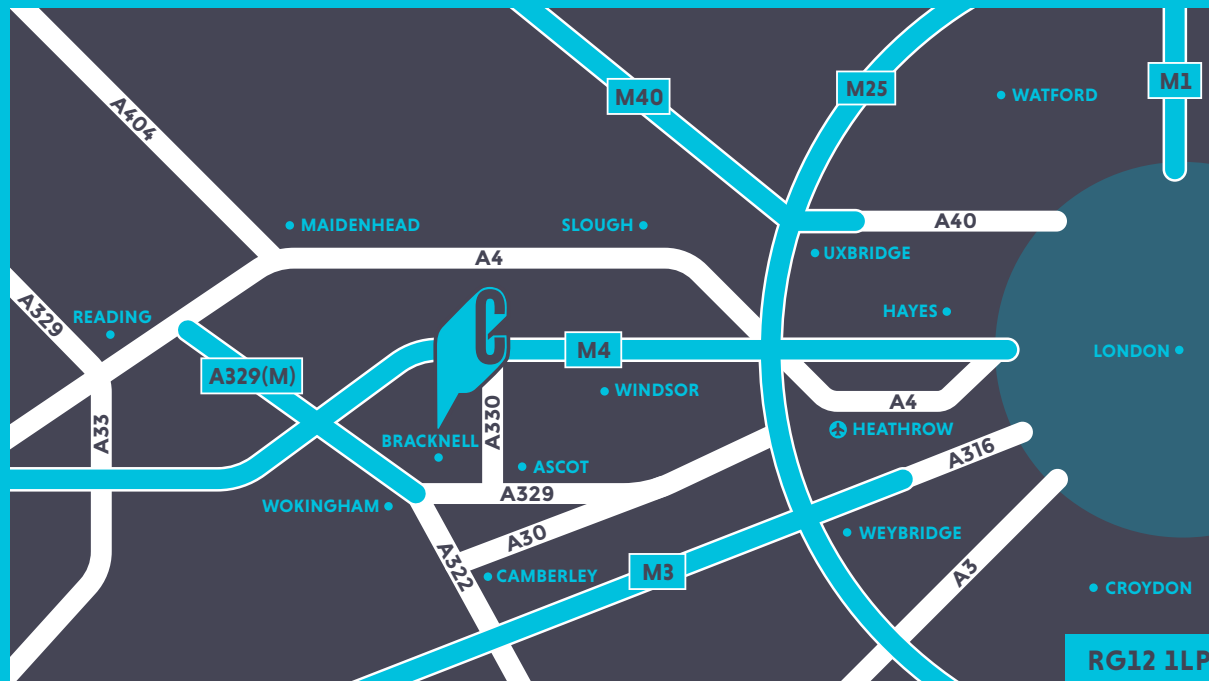 M1
M25
M40
WATFORD
A404
A40
MAIDENHEAD
SLOUGH
UXBRIDGE
A4
A329
READING
C
HAYES
M4
LONDON
A329(M)
WINDSOR
A4
A330
A33
HEATHROW
BRACKNELL
A316
ASCOT
A329
WOKINGHAM
WEYBRIDGE
A30
A322
CAMBERLEY
M3
A3
CROYDON
RG12 1LP